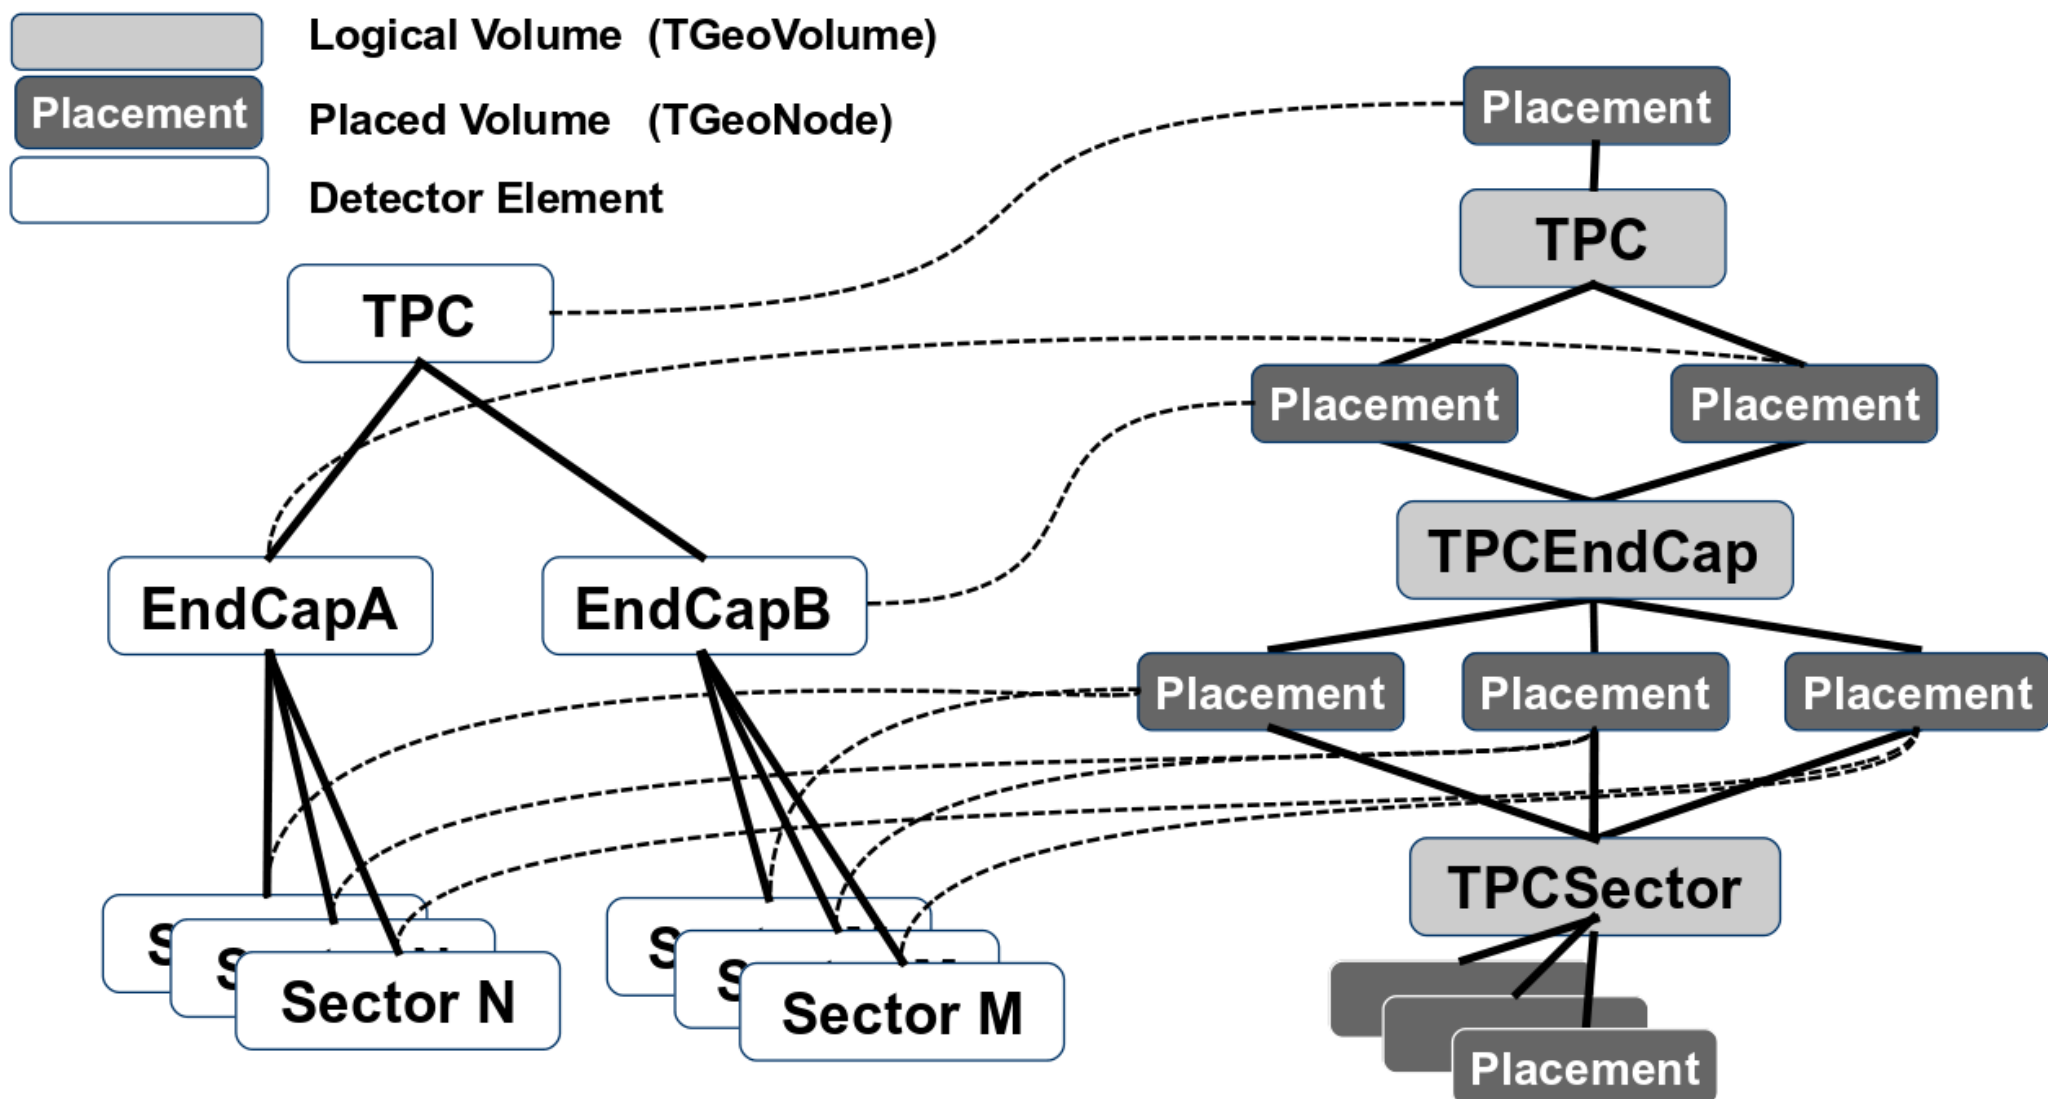 Logical Volume (TGeoVolume)
Placement
Placed Volume (TGeoNode)
Detector Element
Placement
TPC
TPC
Placement
Placement
TPCEndCap
EndCapA
EndCapB
Placement
Placement
Placement
TPCSector
Sector N
Sector M
Placement